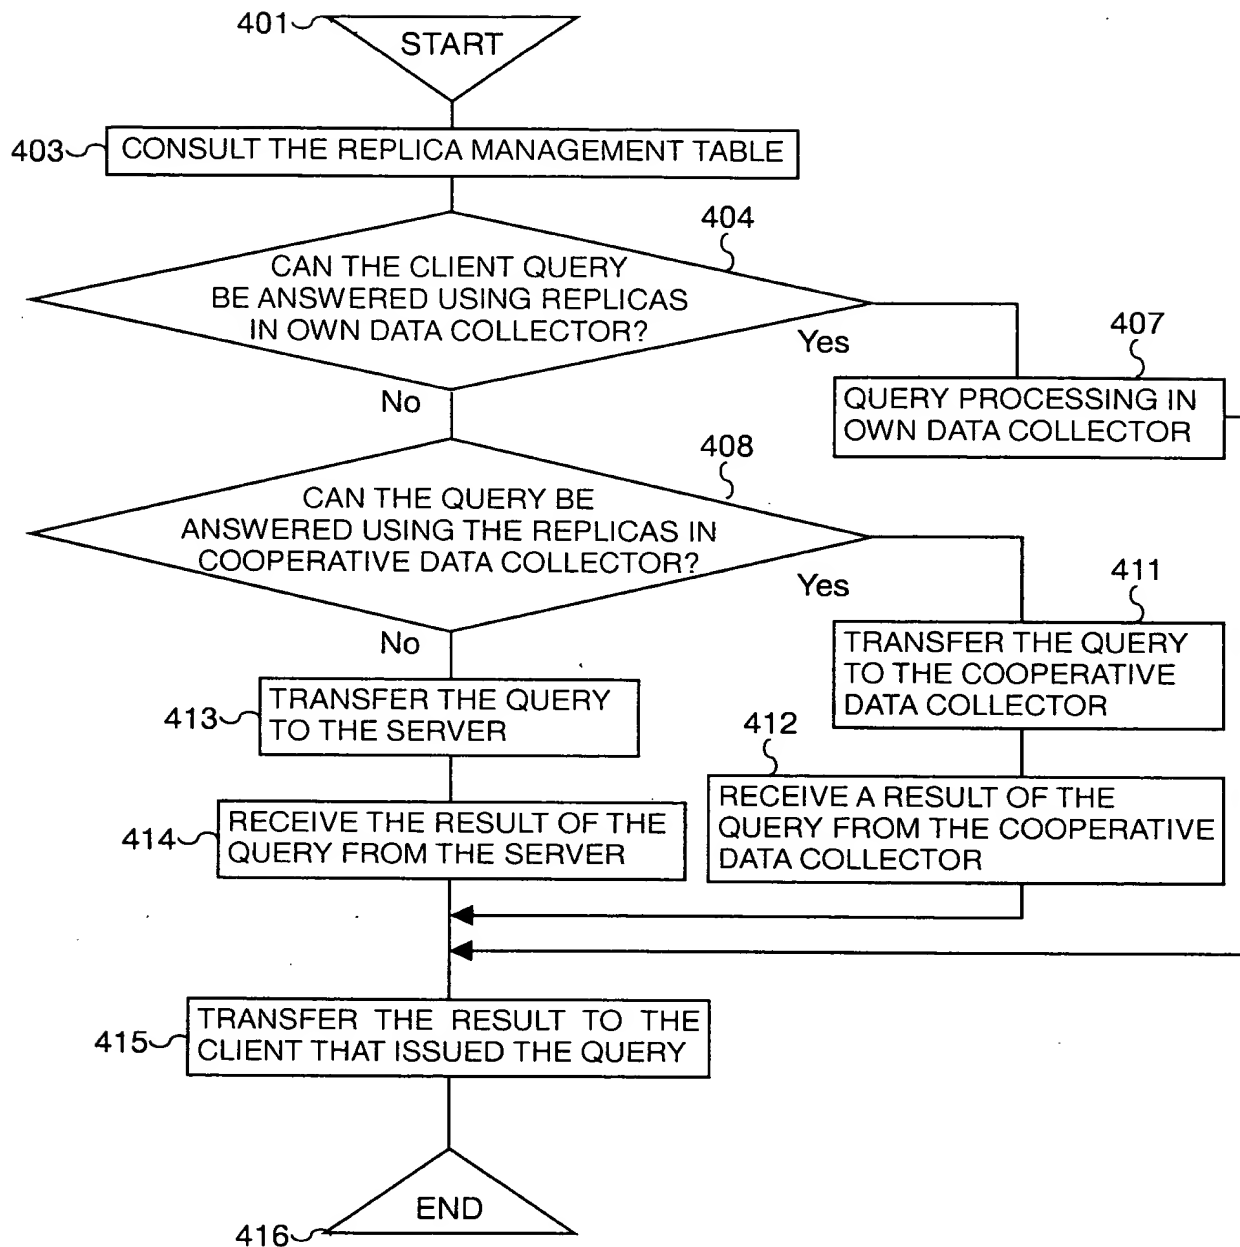 401
START
403
CONSULT THE REPLICA MANAGEMENT TABLE
404
CAN THE CLIENT QUERY
BE ANSWERED USING REPLICAS
IN OWN DATA COLLECTOR?
Yes
No
407
QUERY PROCESSING IN
OWN DATA COLLECTOR
408
CAN THE QUERY BE
ANSWERED USING THE REPLICAS IN
COOPERATIVE DATA COLLECTOR?
Yes
No
411
TRANSFER THE QUERY
TO THE COOPERATIVE
DATA COLLECTOR
413
TRANSFER THE QUERY
TO THE SERVER
412
RECEIVE A RESULT OF THE
QUERY FROM THE COOPERATIVE
DATA COLLECTOR
414
RECEIVE THE RESULT OF THE
QUERY FROM THE SERVER
415
TRANSFER THE RESULT TO THE
CLIENT THAT ISSUED THE QUERY
END
416